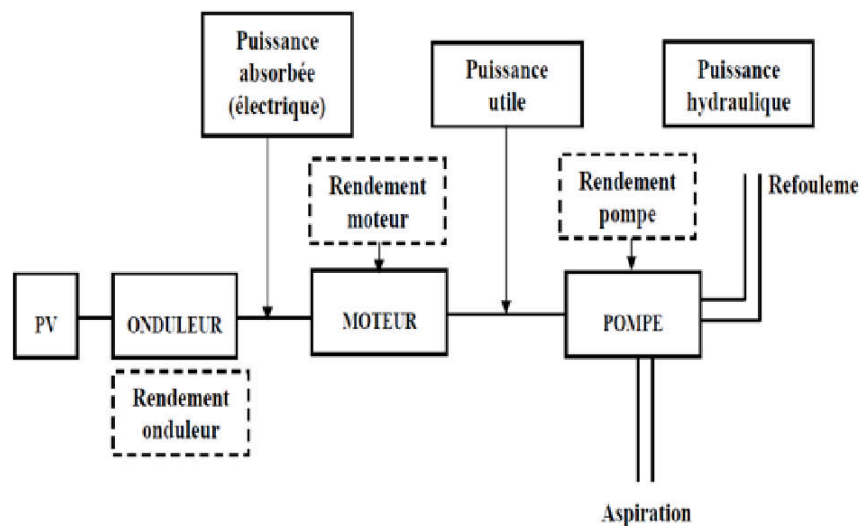 Puissance
absorbée
(électrique)
Puissance
utile
Puissance
hydraulique
Rendement
moteur
Rendement
pompe
Refouleme
PV
ONDULEUR
MOTEUR
POMPE
Rendement
onduleur
Aspiration